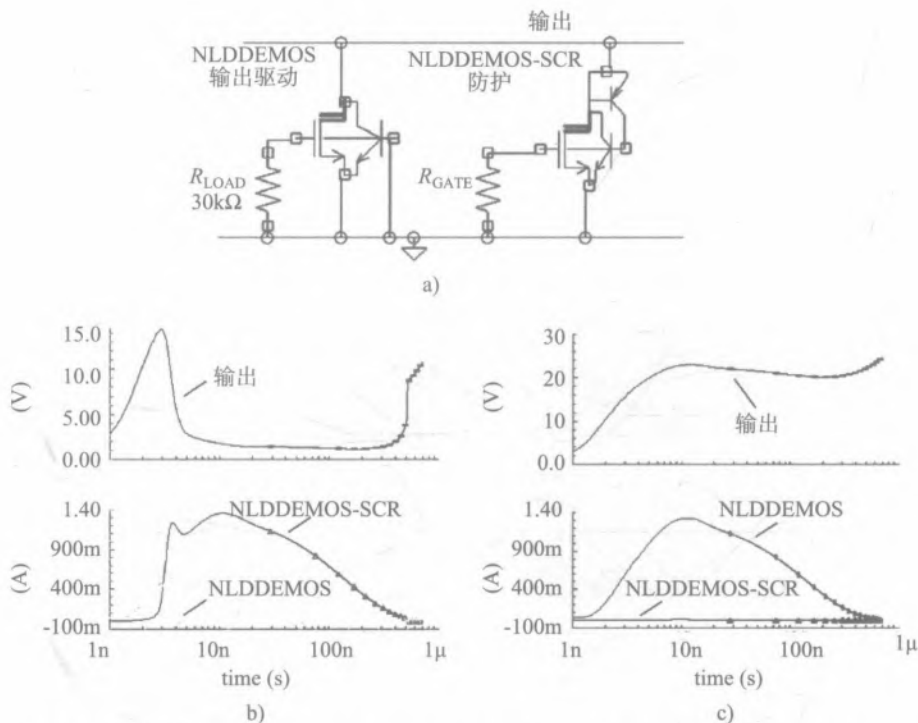 输出
NLDDEMOS
输出驱动
NLDDEMOS-SCR
防护
R_LOAD
30kΩ
R_GATE
a)
15.0
10.0
5.00
0.00
(V)
输出
1.40
900m
400m
-100m
(A)
NLDDEMOS-SCR
NLDDEMOS
1n
10n
100n
1μ
time (s)
b)
30
20
10
0.0
(V)
输出
1.40
900m
400m
-100m
(A)
NLDDEMOS
NLDDEMOS-SCR
1n
10n
100n
1μ
time (s)
c)